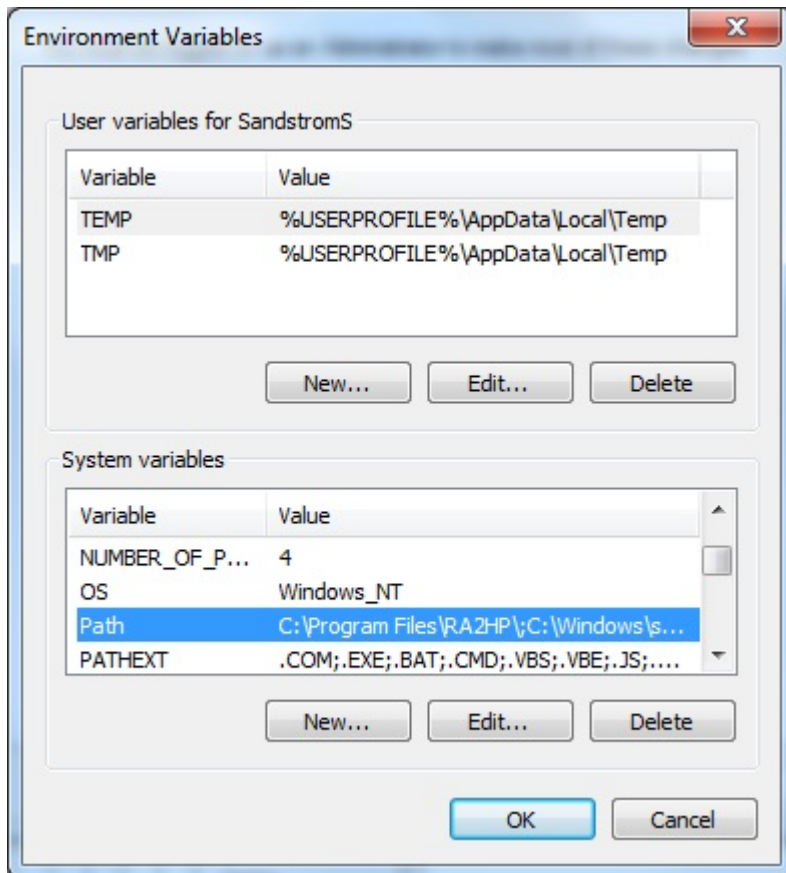 Environment Variables
User variables for SandstromS
Variable Value
TEMP %USERPROFILE%\AppData\Local\Temp
TMP %USERPROFILE%\AppData\Local\Temp
New... Edit... Delete
System variables
Variable Value
NUMBER_OF_P... 4
OS Windows_NT
Path C:\Program Files\RA2HP\;C:\Windows\s...
PATHEXT .COM;.EXE;.BAT;.CMD;.VBS;.VBE;.JS;....
New... Edit... Delete
OK Cancel